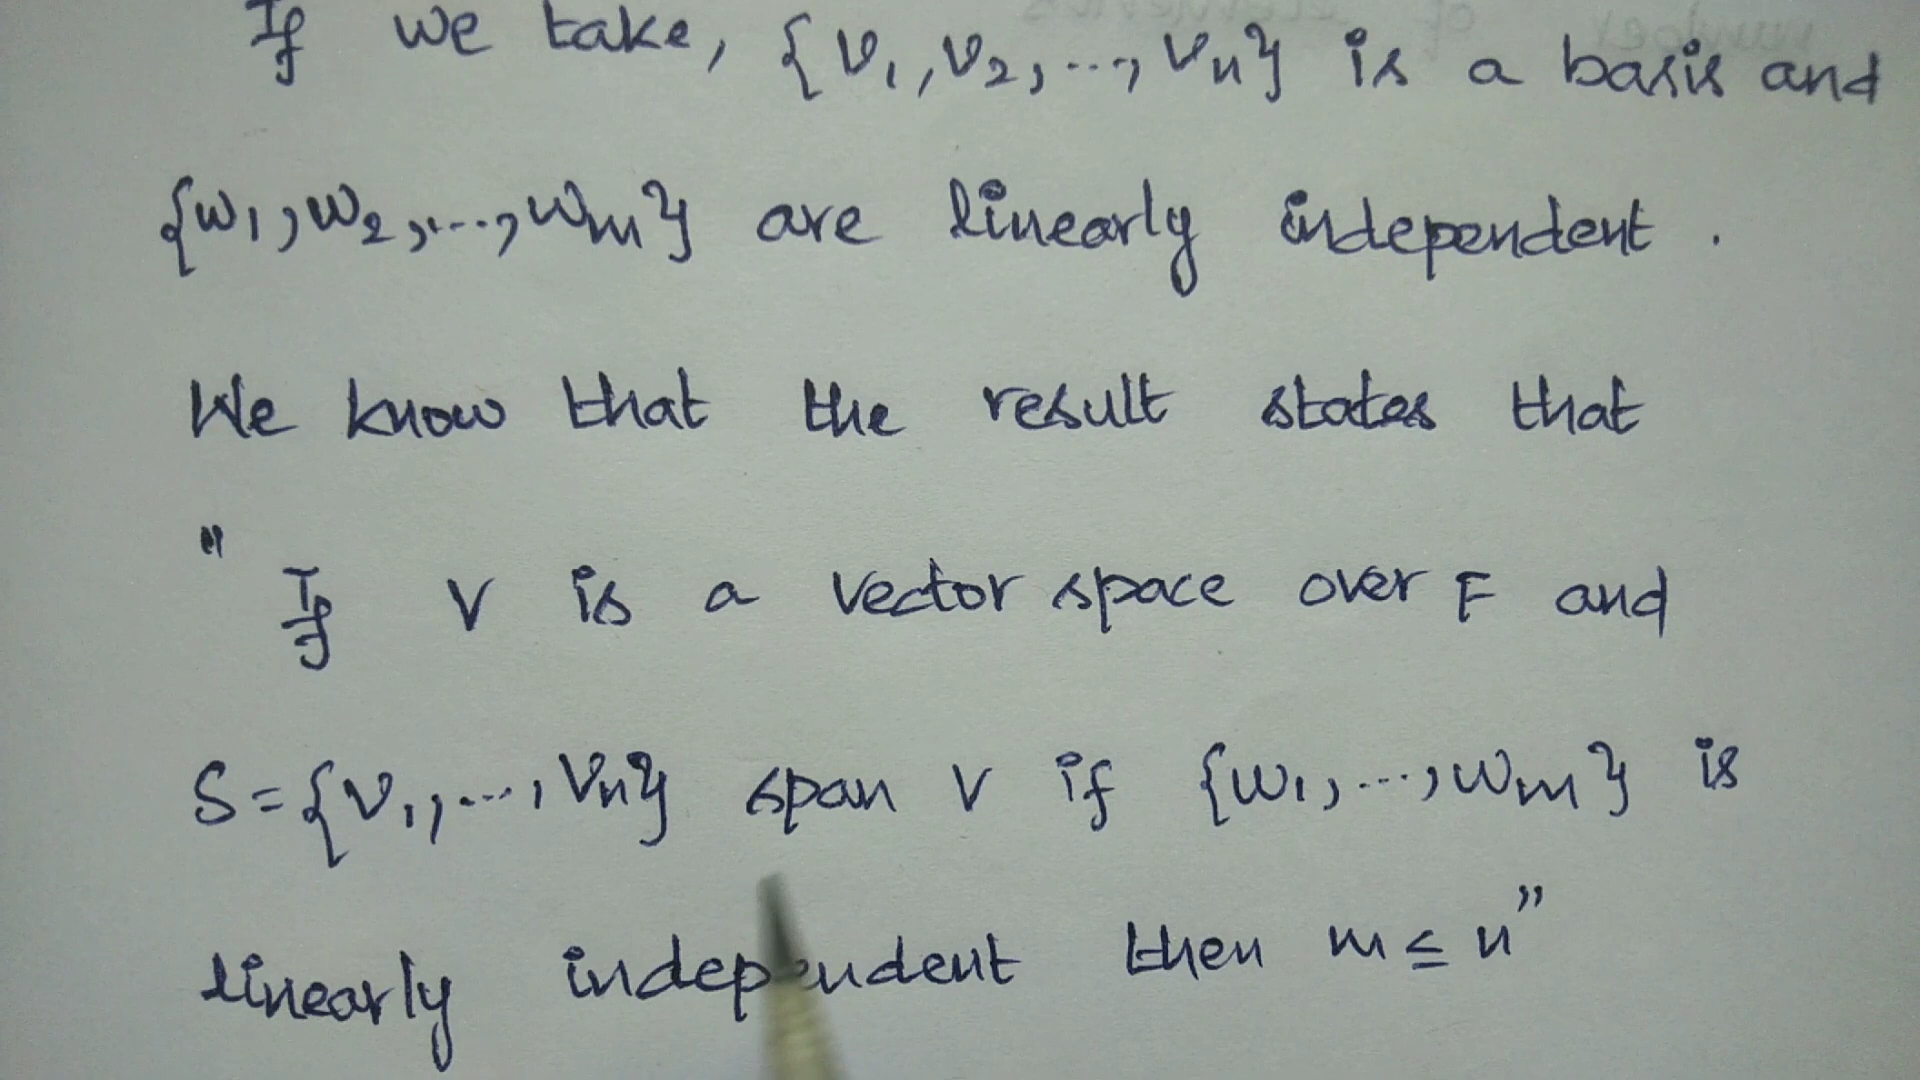 If we take, {v1, v2, ..., vn} is a basis and
{w1, w2, ..., wm} are linearly independent.
We know that the result states that
" If V is a vector space over F and
S = {v1, ..., vn} span V if {w1, ..., wm} is
linearly independent then m ≤ n"